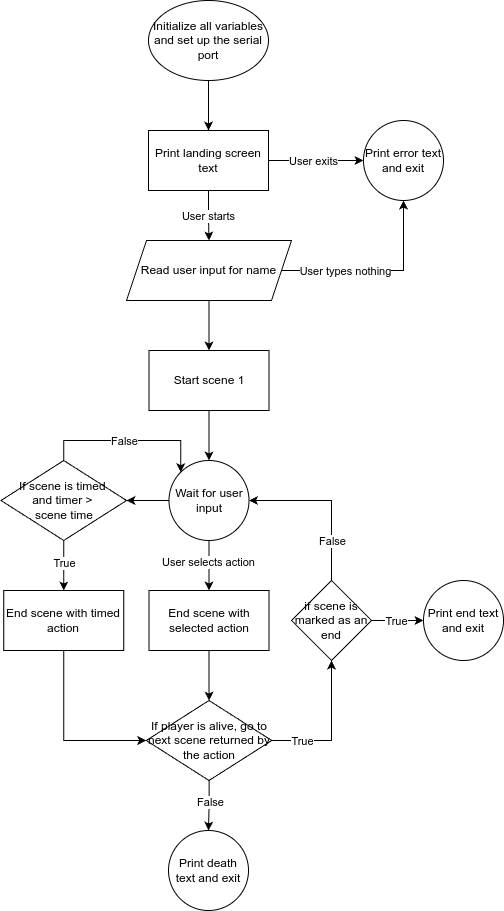 Initialize all variables
and set up the serial
port
Print landing screen
text
User exits
Print error text
and exit
User starts
Read user input for name
User types nothing
Start scene 1
False
If scene is timed
and timer >
scene time
Wait for user
input
False
True
User selects action
if scene is
marked as an
end
True
Print end text
and exit
End scene with timed
action
End scene with
selected action
If player is alive, go to
next scene returned by
the action
True
False
Print death
text and exit